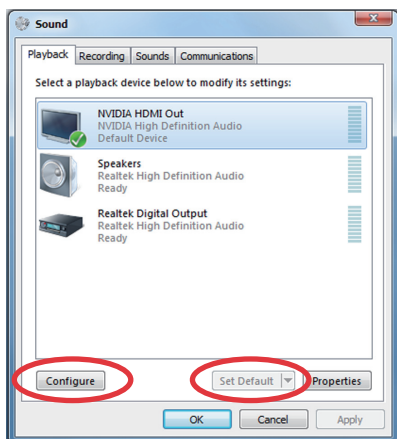 Sound
Playback Recording Sounds Communications
Select a playback device below to modify its settings:
NVIDIA HDMI Out
NVIDIA High Definition Audio
Default Device
Speakers
Realtek High Definition Audio
Ready
Realtek Digital Output
Realtek High Definition Audio
Ready
Configure Set Default Properties
OK Cancel Apply